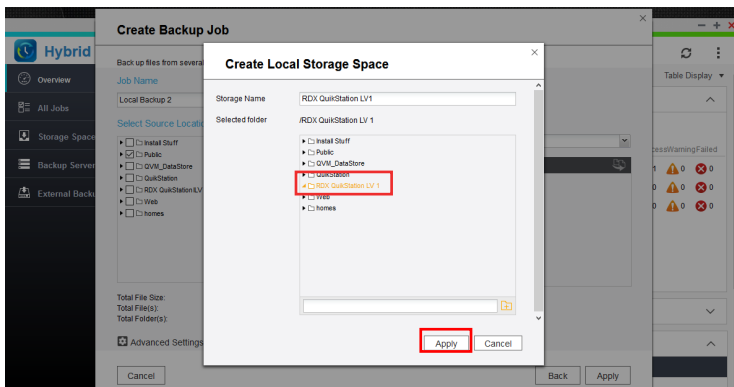 Create Backup Job
Hybrid
Back up files from several
Job Name
Local Backup 2
Select Source Locatio
Install Stuff
Public
QVM_DataStore
QuikStation
RDX QuikStation LV
Web
homes
Total File Size:
Total File(s):
Total Folder(s):
Advanced Settings
Cancel
Back
Apply
Overview
All Jobs
Storage Space
Backup Server
External Backu
Create Local Storage Space
Storage Name
RDX QuikStation LV1
Selected folder
/RDX QuikStation LV 1
Install Stuff
Public
QVM_DataStore
QuikStation
RDX QuikStation LV 1
Web
homes
Apply
Cancel
Table Display
cessWarningFailed
1 0 0
0 0 0
0 0 0